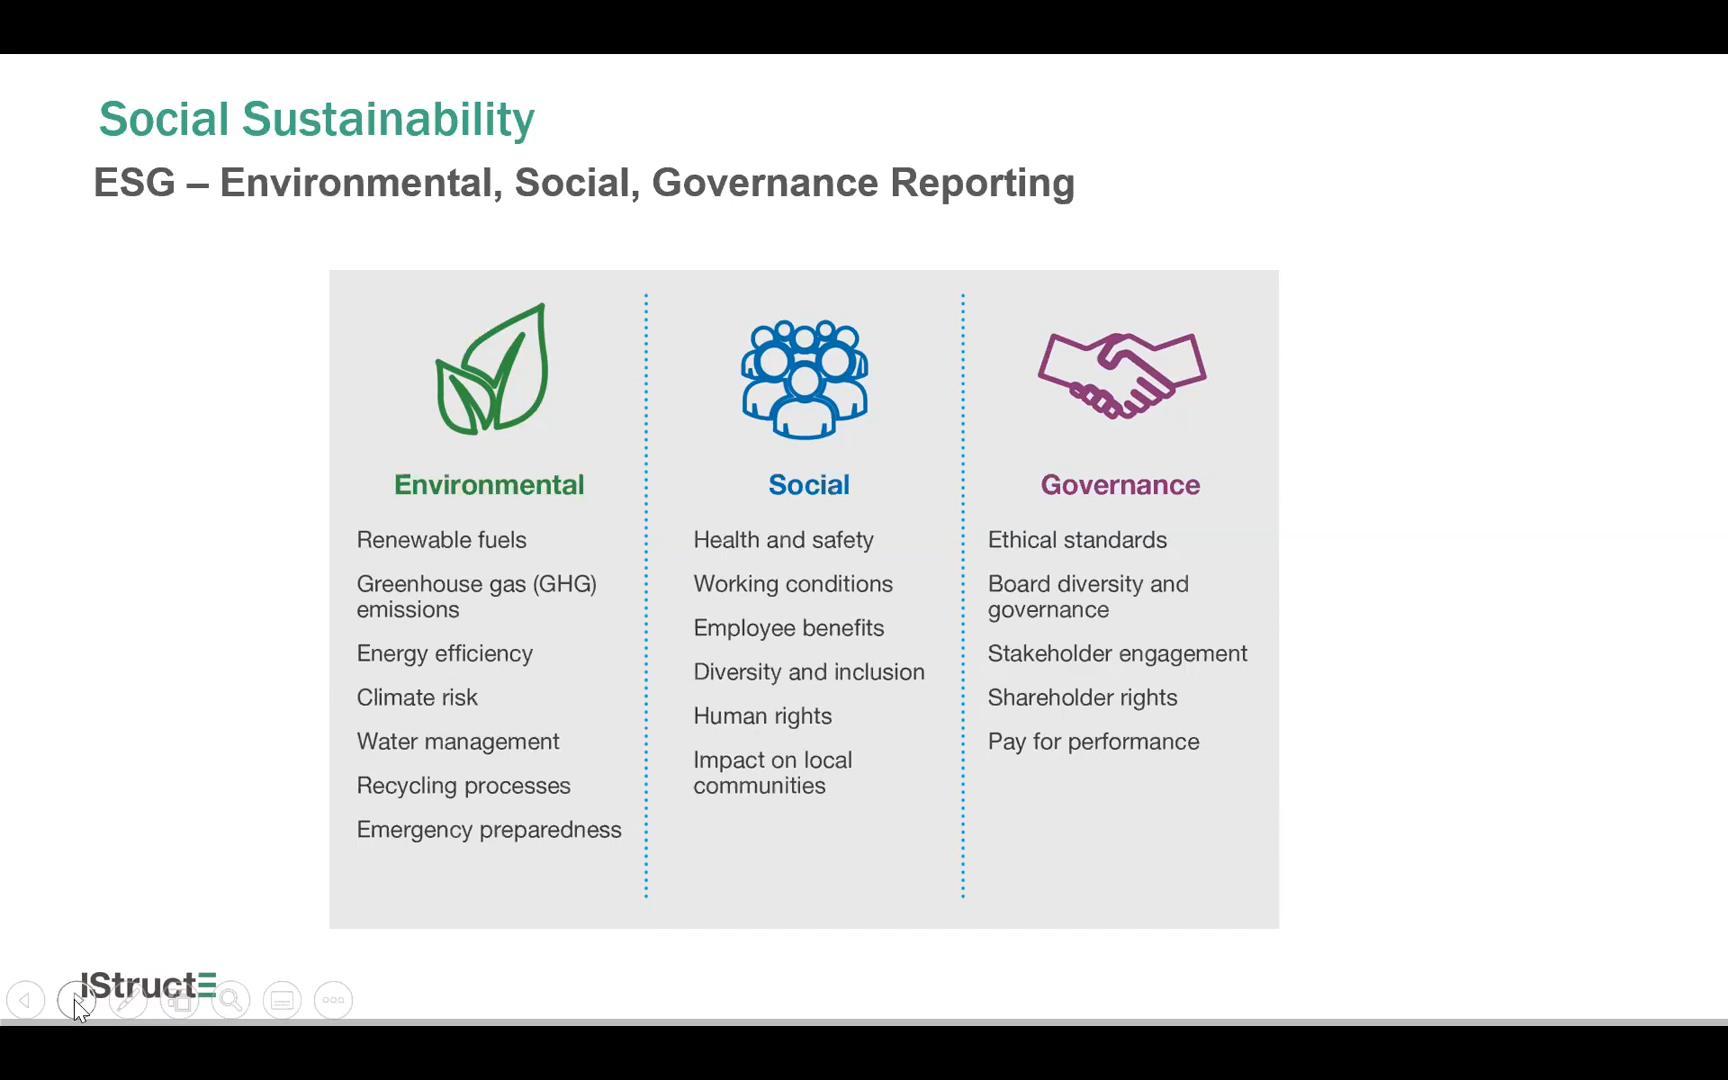 Social Sustainability
ESG – Environmental, Social, Governance Reporting
Environmental
Renewable fuels
Greenhouse gas (GHG)
emissions
Energy efficiency
Climate risk
Water management
Recycling processes
Emergency preparedness
Social
Health and safety
Working conditions
Employee benefits
Diversity and inclusion
Human rights
Impact on local
communities
Governance
Ethical standards
Board diversity and
governance
Stakeholder engagement
Shareholder rights
Pay for performance
IStructE